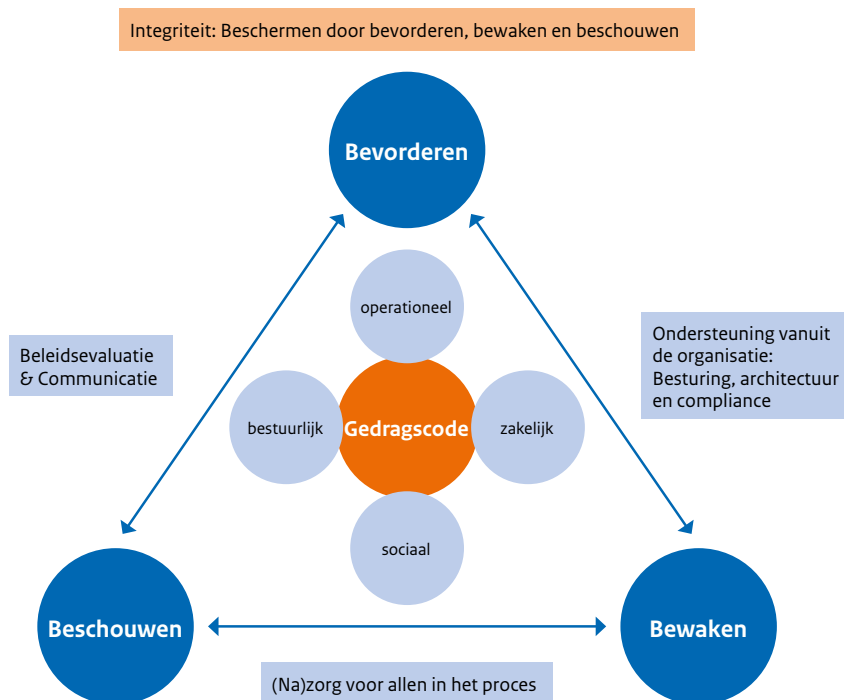 Integriteit: Beschermen door bevorderen, bewaken en beschouwen
Bevorderen
operationeel
Beleidsevaluatie
& Communicatie
Ondersteuning vanuit
de organisatie:
Besturing, architectuur
en compliance
bestuurlijk
Gedragscode
zakelijk
sociaal
Beschouwen
Bewaken
(Na)zorg voor allen in het proces